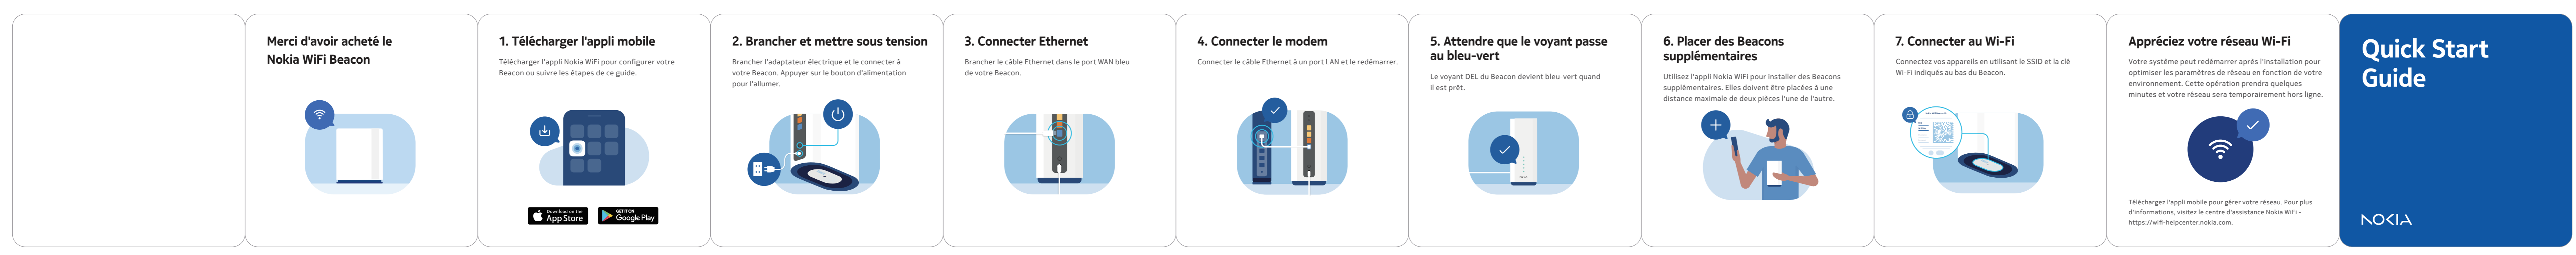 Merci d'avoir acheté le
Nokia WiFi Beacon
1. Télécharger l'appli mobile
Télécharger l'appli Nokia WiFi pour configurer votre
Beacon ou suivre les étapes de ce guide.
Download on the
App Store
GET IT ON
Google Play
2. Brancher et mettre sous tension
Brancher l'adaptateur électrique et le connecter à
votre Beacon. Appuyer sur le bouton d'alimentation
pour l'allumer.
3. Connecter Ethernet
Brancher le câble Ethernet dans le port WAN bleu
de votre Beacon.
4. Connecter le modem
Connecter le câble Ethernet à un port LAN et le redémarrer.
5. Attendre que le voyant passe
au bleu-vert
Le voyant DEL du Beacon devient bleu-vert quand
il est prêt.
6. Placer des Beacons
supplémentaires
Utilisez l'appli Nokia WiFi pour installer des Beacons
supplémentaires. Elles doivent être placées à une
distance maximale de deux pièces l'une de l'autre.
7. Connecter au Wi-Fi
Connectez vos appareils en utilisant le SSID et la clé
Wi-Fi indiqués au bas du Beacon.
Appréciez votre réseau Wi-Fi
Votre système peut redémarrer après l'installation pour
optimiser les paramètres de réseau en fonction de votre
environnement. Cette opération prendra quelques
minutes et votre réseau sera temporairement hors ligne.
Téléchargez l'appli mobile pour gérer votre réseau. Pour plus
d'informations, visitez le centre d'assistance Nokia WiFi -
https://wifi-helpcenter.nokia.com.
Quick Start
Guide
NOKIA